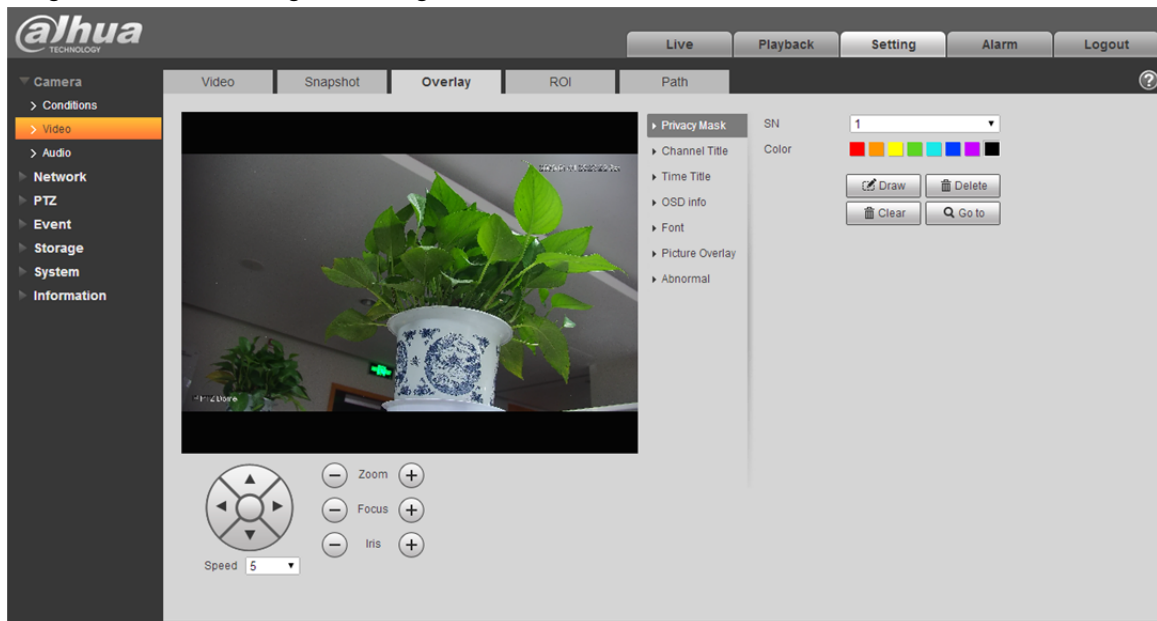 alhua
TECHNOLOGY
Live
Playback
Setting
Alarm
Logout
Camera
Conditions
Video
Audio
Network
PTZ
Event
Storage
System
Information
Video
Snapshot
Overlay
ROI
Path
?
Privacy Mask
Channel Title
Time Title
OSD info
Font
Picture Overlay
Abnormal
SN
1
Color
Draw
Delete
Clear
Go to
Zoom
Focus
Iris
Speed
5